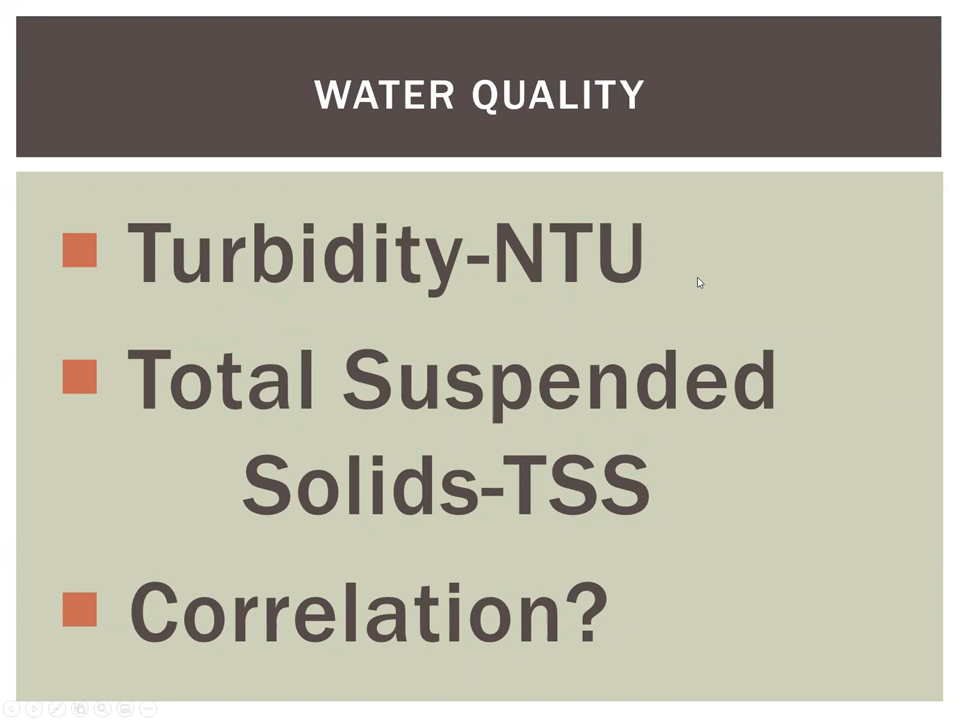 WATER QUALITY
Turbidity-NTU
Total Suspended
Solids-TSS
Correlation?